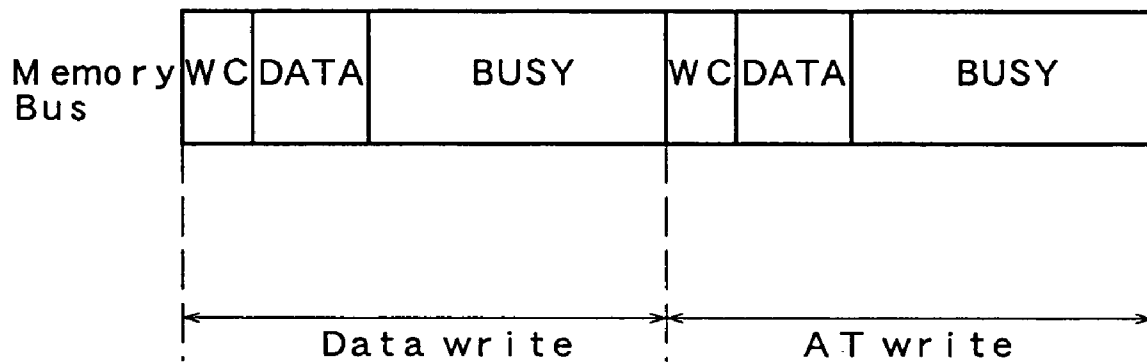 Memory Bus
WC DATA BUSY WC DATA BUSY
Data write AT write